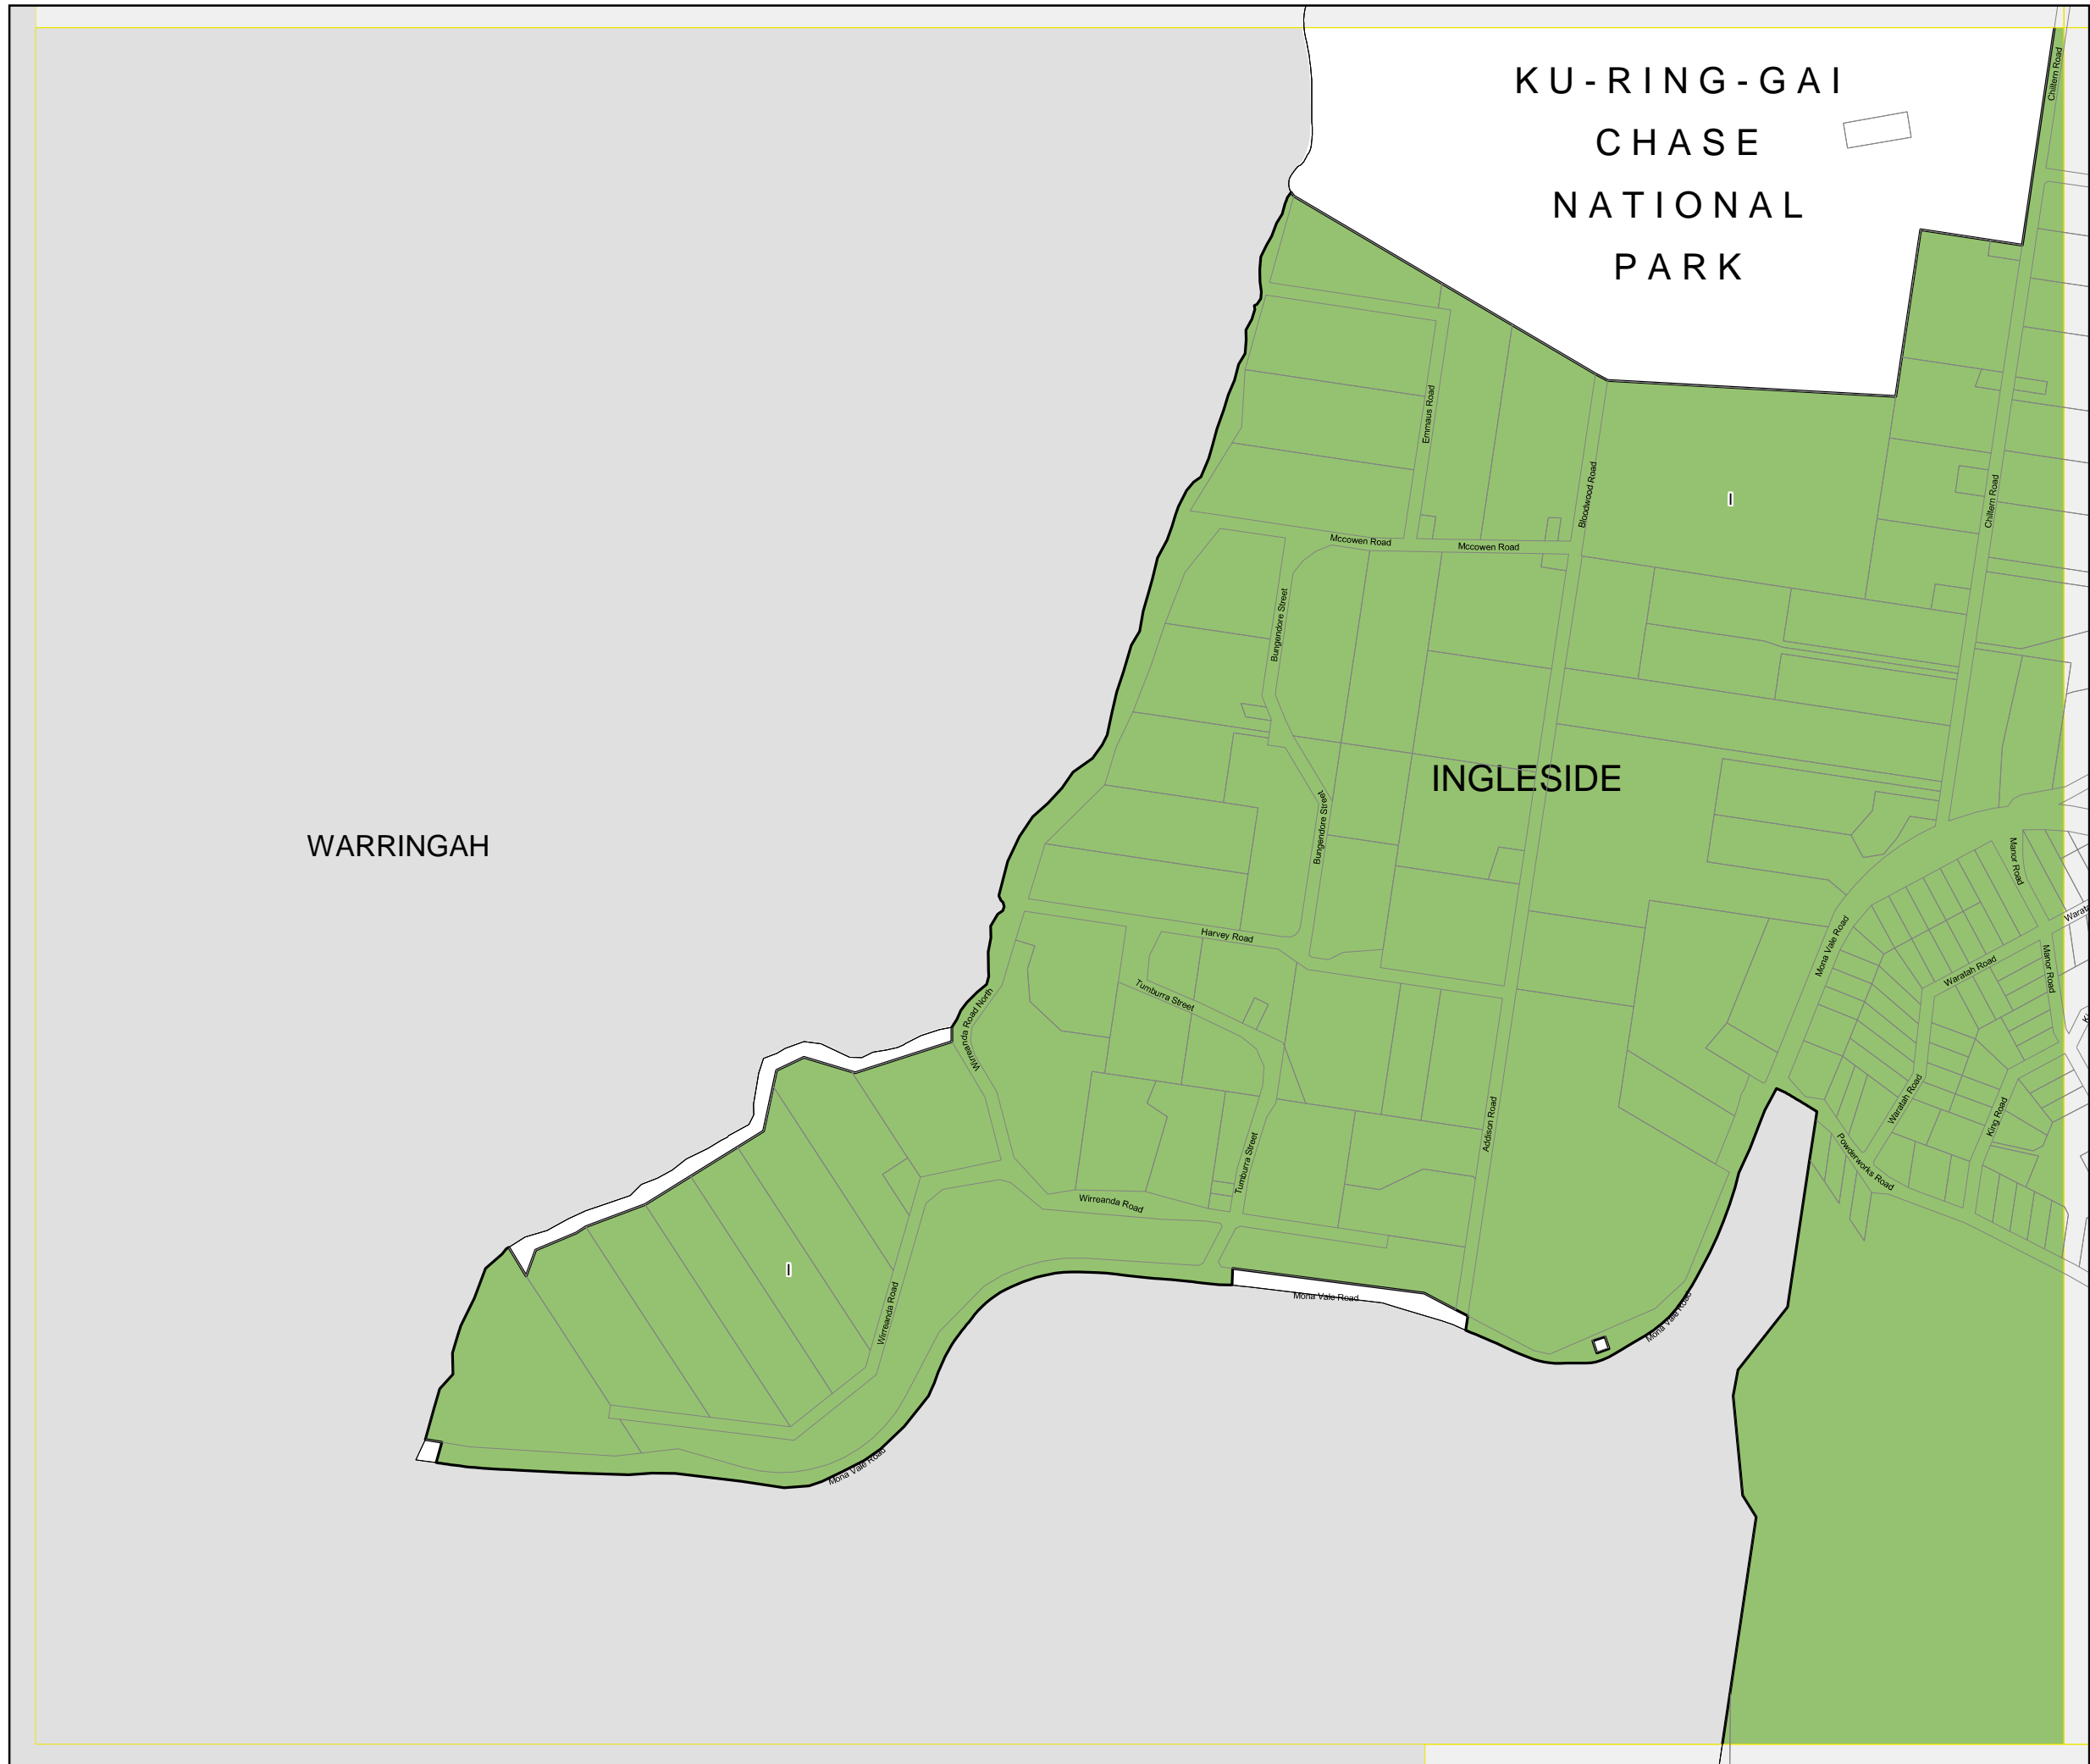 Chiltern Road
KU-RING-GAI
CHASE
NATIONAL
PARK
Emmaus Road
Bloodwood Road
I
Chiltern Road
Mccowen Road
Mccowen Road
Bungendore Street
INGLESIDE
WARRINGAH
Bungendore Street
Manor Road
Mona Vale Road
Harvey Road
Waratah Road
Manor Road
Tumburra Street
Wirreanda Road North
Waratah Road
King Road
Addison Road
Powderworks Road
Tumburra Street
Wirreanda Road
I
Mona Vale Road
Wirreanda Road
Mona Vale Road
Mona Vale Road